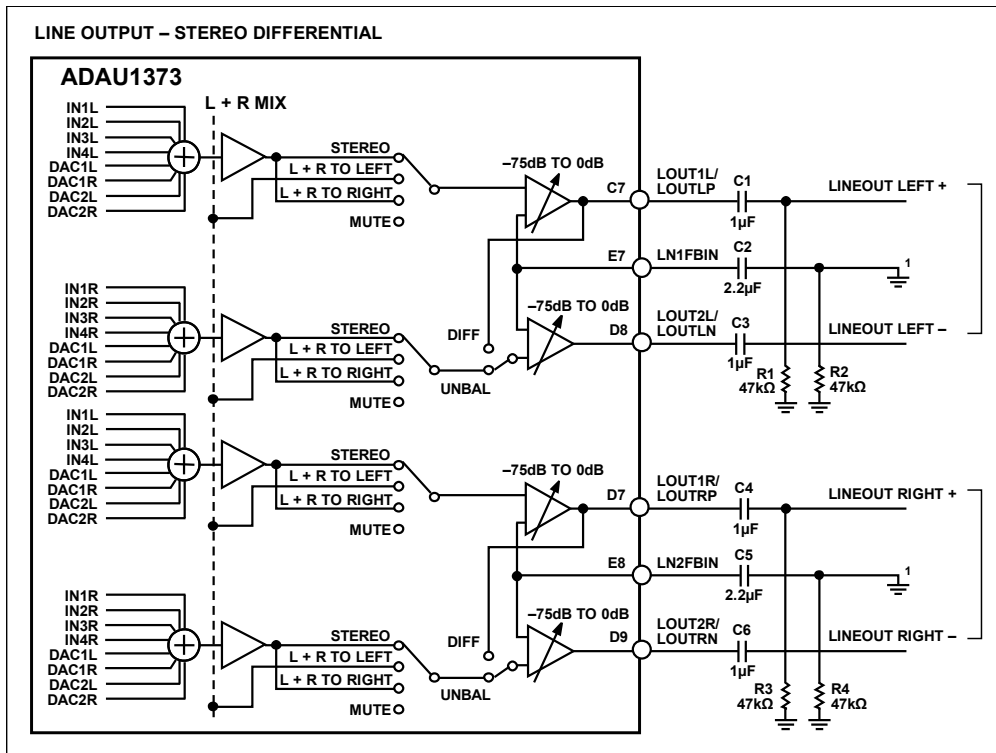 LINE OUTPUT – STEREO DIFFERENTIAL
ADAU1373
L + R MIX
IN1L
IN2L
IN3L
IN4L
DAC1L
DAC1R
DAC2L
DAC2R
STEREO
L + R TO LEFT
L + R TO RIGHT
MUTE
–75dB TO 0dB
C7
LOUT1L/
LOUTLP
C1
1µF
LINEOUT LEFT +
E7
LN1FBIN
C2
2.2µF
1
IN1R
IN2R
IN3R
IN4R
DAC1L
DAC1R
DAC2L
DAC2R
STEREO
L + R TO LEFT
L + R TO RIGHT
MUTE
DIFF
UNBAL
–75dB TO 0dB
D8
LOUT2L/
LOUTLN
C3
1µF
LINEOUT LEFT –
R1
47kΩ
R2
47kΩ
IN1L
IN2L
IN3L
IN4L
DAC1L
DAC1R
DAC2L
DAC2R
STEREO
L + R TO LEFT
L + R TO RIGHT
MUTE
–75dB TO 0dB
D7
LOUT1R/
LOUTRP
C4
1µF
LINEOUT RIGHT +
E8
LN2FBIN
C5
2.2µF
1
IN1R
IN2R
IN3R
IN4R
DAC1L
DAC1R
DAC2L
DAC2R
STEREO
L + R TO LEFT
L + R TO RIGHT
MUTE
DIFF
UNBAL
–75dB TO 0dB
D9
LOUT2R/
LOUTRN
C6
1µF
LINEOUT RIGHT –
R3
47kΩ
R4
47kΩ